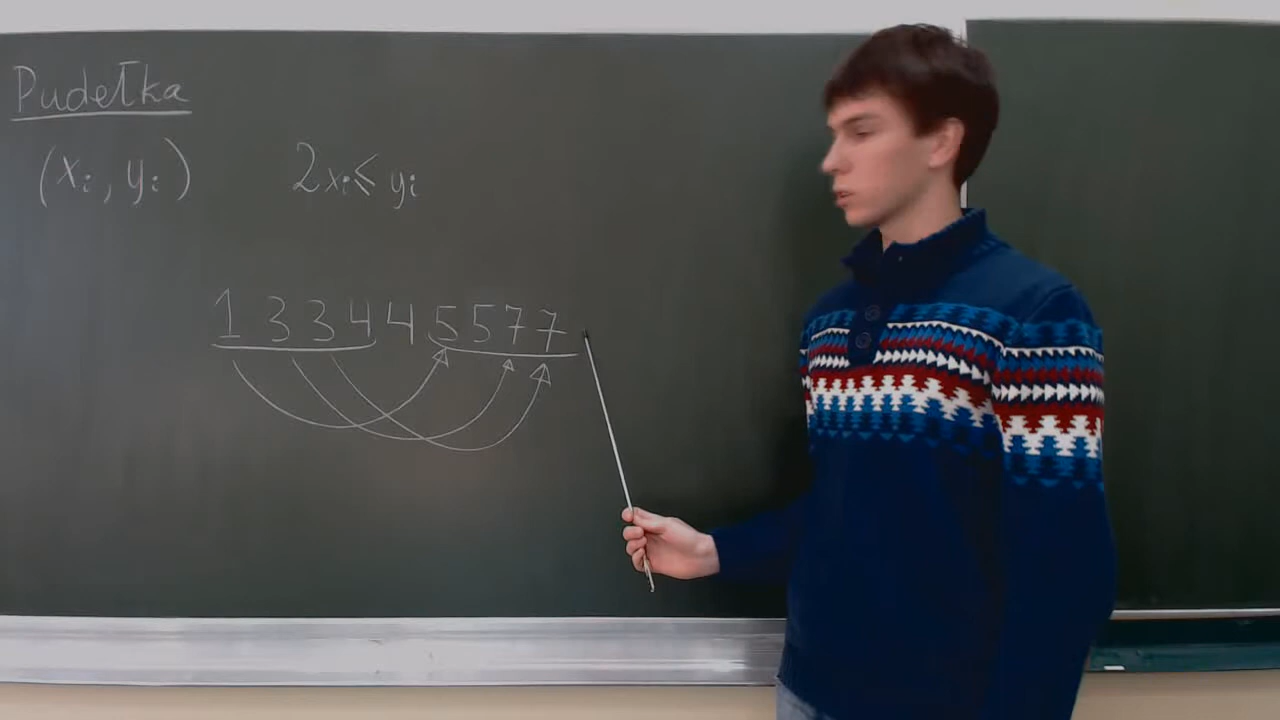 Pudełka
(xᵢ, yᵢ) 2xᵢ ≤ yᵢ
1 3 3 4 4 5 5 7 7